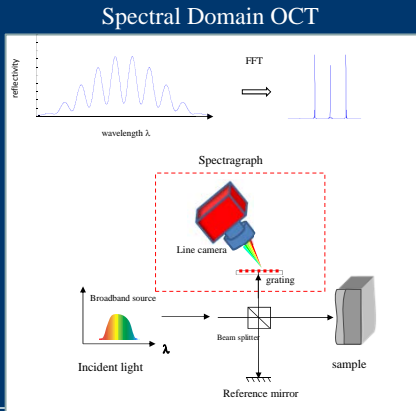 Spectral Domain OCT
reflectivity
FFT
wavelength λ
Spectragraph
Line camera
grating
Broadband source
λ
Beam splitter
Incident light
sample
Reference mirror